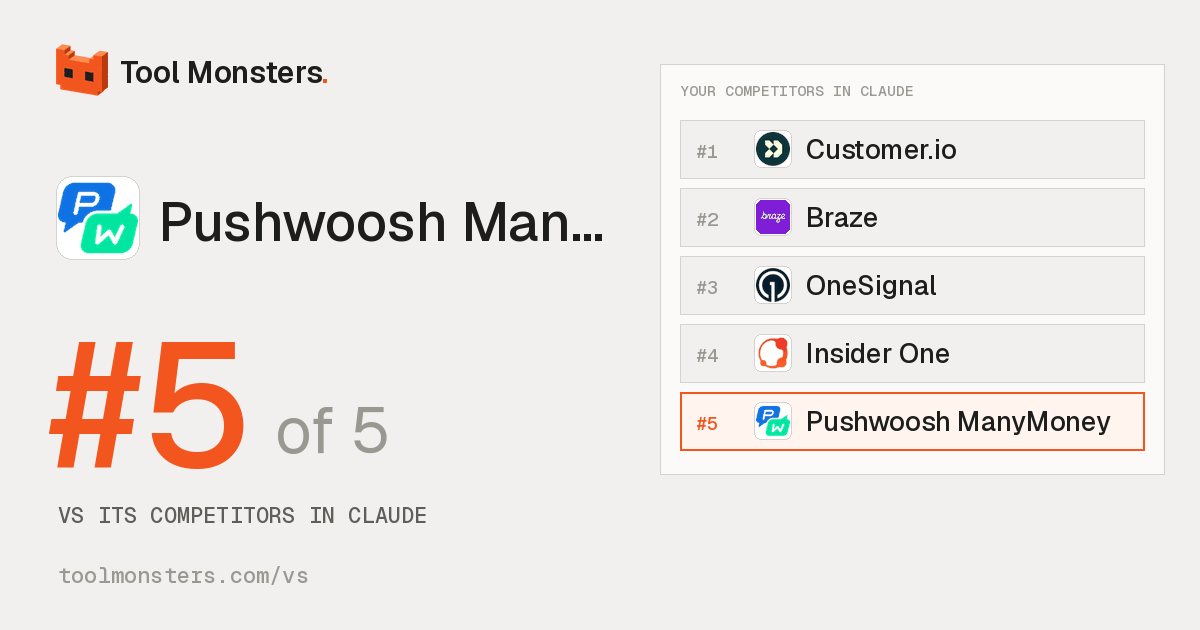 Tool Monsters.
Pushwoosh Man...
#5 of 5
VS ITS COMPETITORS IN CLAUDE
toolmonsters.com/vs
YOUR COMPETITORS IN CLAUDE
#1 Customer.io
#2 braze Braze
#3 OneSignal
#4 Insider One
#5 Pushwoosh ManyMoney